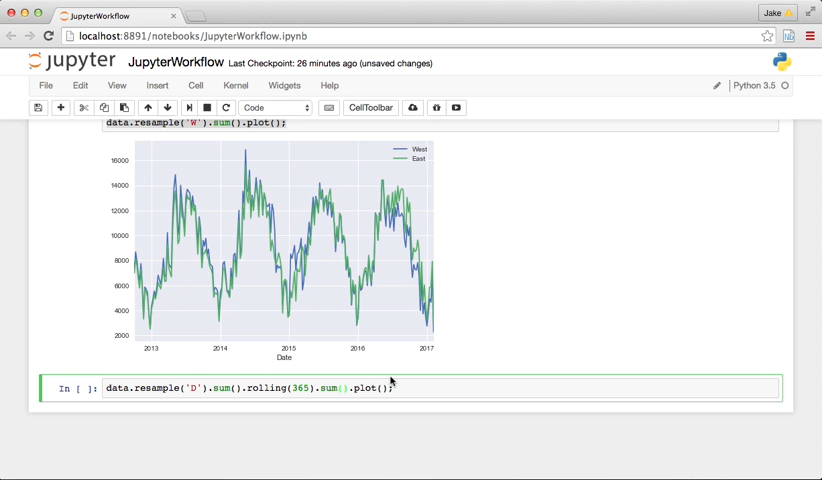 JupyterWorkflow
Jake
localhost:8891/notebooks/JupyterWorkflow.ipynb
jupyter JupyterWorkflow Last Checkpoint: 26 minutes ago (unsaved changes)
File Edit View Insert Cell Kernel Widgets Help
Python 3.5
Code CellToolbar
data.resample('W').sum().plot();
West
East
16000
14000
12000
10000
8000
6000
4000
2000
2013 2014 2015 2016 2017
Date
In [ ]: data.resample('D').sum().rolling(365).sum().plot();